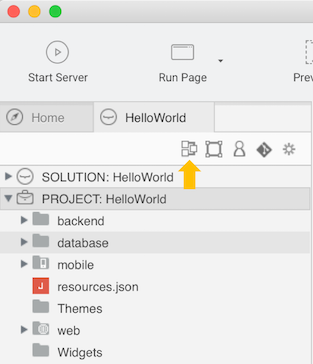 Start Server
Run Page
Prev
Home
HelloWorld
SOLUTION: HelloWorld
PROJECT: HelloWorld
backend
database
mobile
resources.json
Themes
web
Widgets